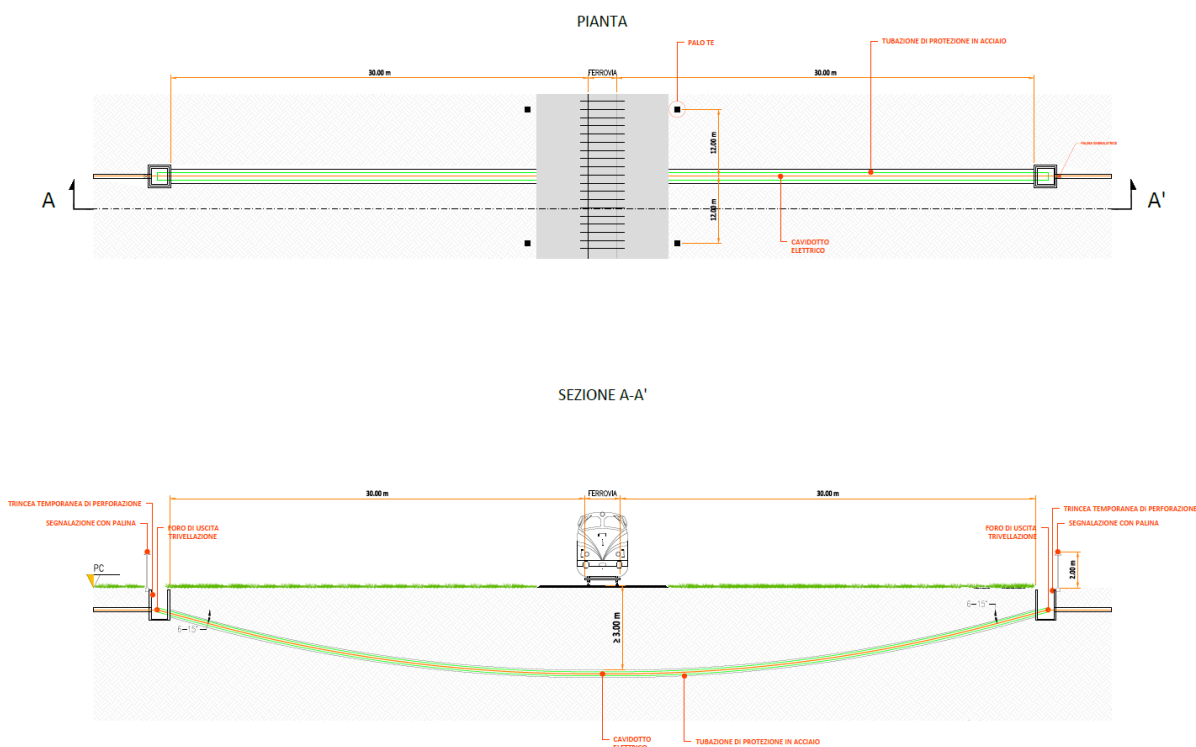 PIANTA
PALO TE
TUBAZIONE DI PROTEZIONE IN ACCIAIO
30.00 m
FERROVIA
30.00 m
12.00 m
12.00 m
A
A'
CAVIDOTTO
ELETTRICO
SEZIONE A-A'
30.00 m
FERROVIA
30.00 m
TRINCEA TEMPORANEA DI PERFORAZIONE
SEGNALAZIONE CON PALINA
FORO DI USCITA
TRIVELLAZIONE
FORO DI USCITA
TRIVELLAZIONE
TRINCEA TEMPORANEA DI PERFORAZIONE
SEGNALAZIONE CON PALINA
PC
2.00 m
6-15°
≥ 3.00 m
6-15°
CAVIDOTTO
ELETTRICO
TUBAZIONE DI PROTEZIONE IN ACCIAIO